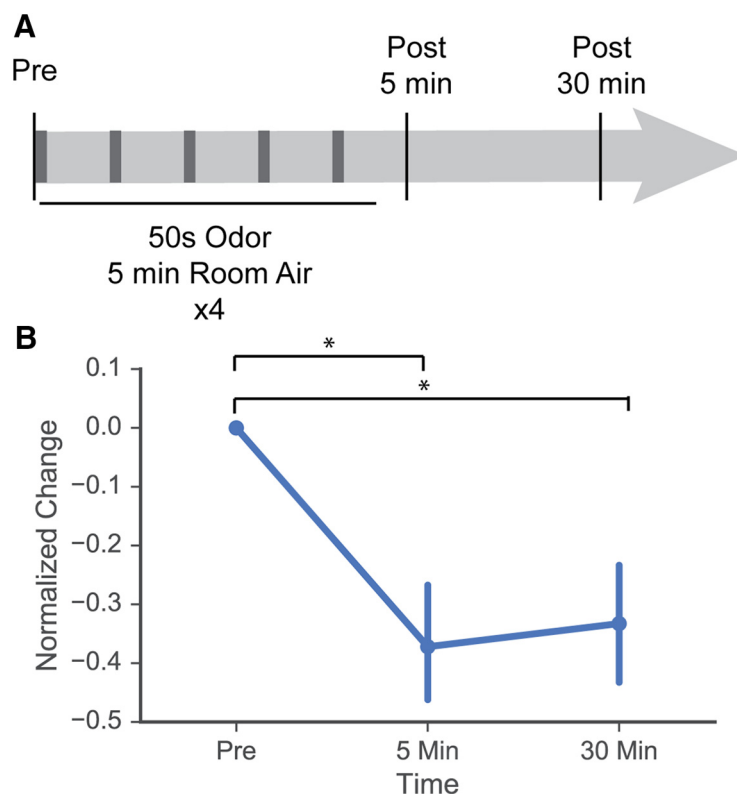 A
Pre
Post
5 min
Post
30 min
50s Odor
5 min Room Air
x4
B
*
*
0.1
0.0
−0.1
−0.2
−0.3
−0.4
−0.5
Normalized Change
Pre
5 Min
30 Min
Time